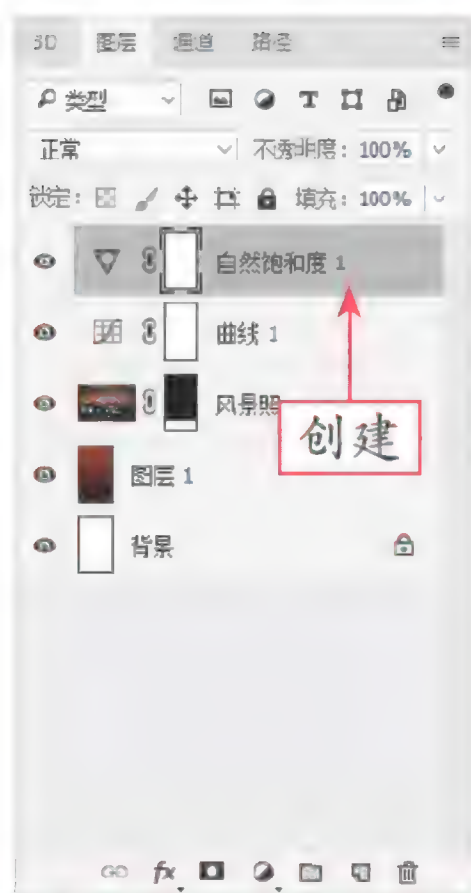 3D 图层 通道 路径
类型
正常 不透明度: 100%
锁定: 填充: 100%
自然饱和度 1
曲线 1
风景照
创建
图层 1
背景
fx